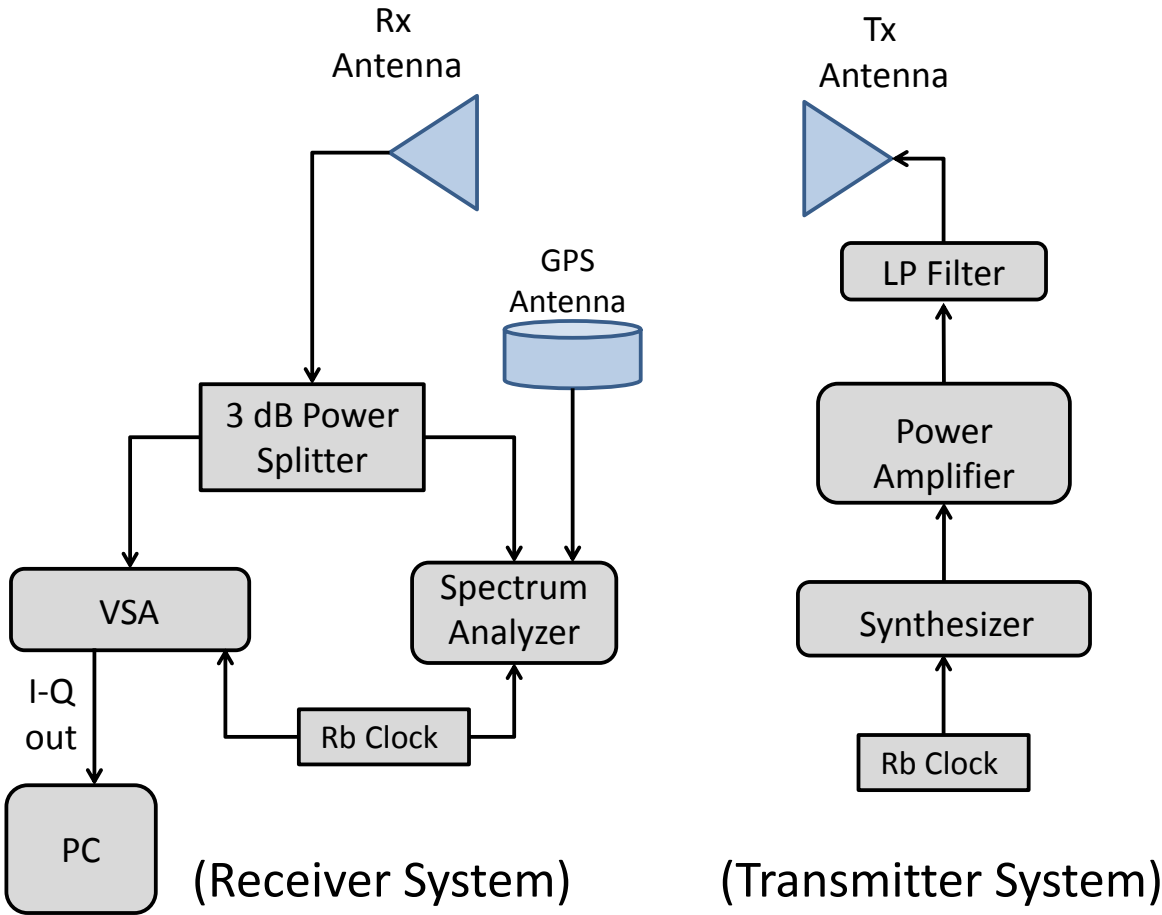 Rx
Antenna
Tx
Antenna
GPS
Antenna
LP Filter
3 dB Power
Splitter
Power
Amplifier
VSA
Spectrum
Analyzer
Synthesizer
I-Q
out
Rb Clock
Rb Clock
PC
(Receiver System)
(Transmitter System)